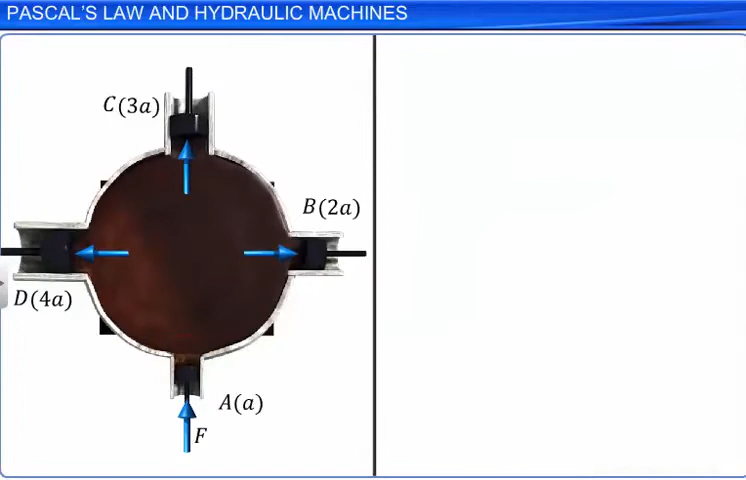 PASCAL’S LAW AND HYDRAULIC MACHINES
C(3a)
B(2a)
D(4a)
A(a)
F